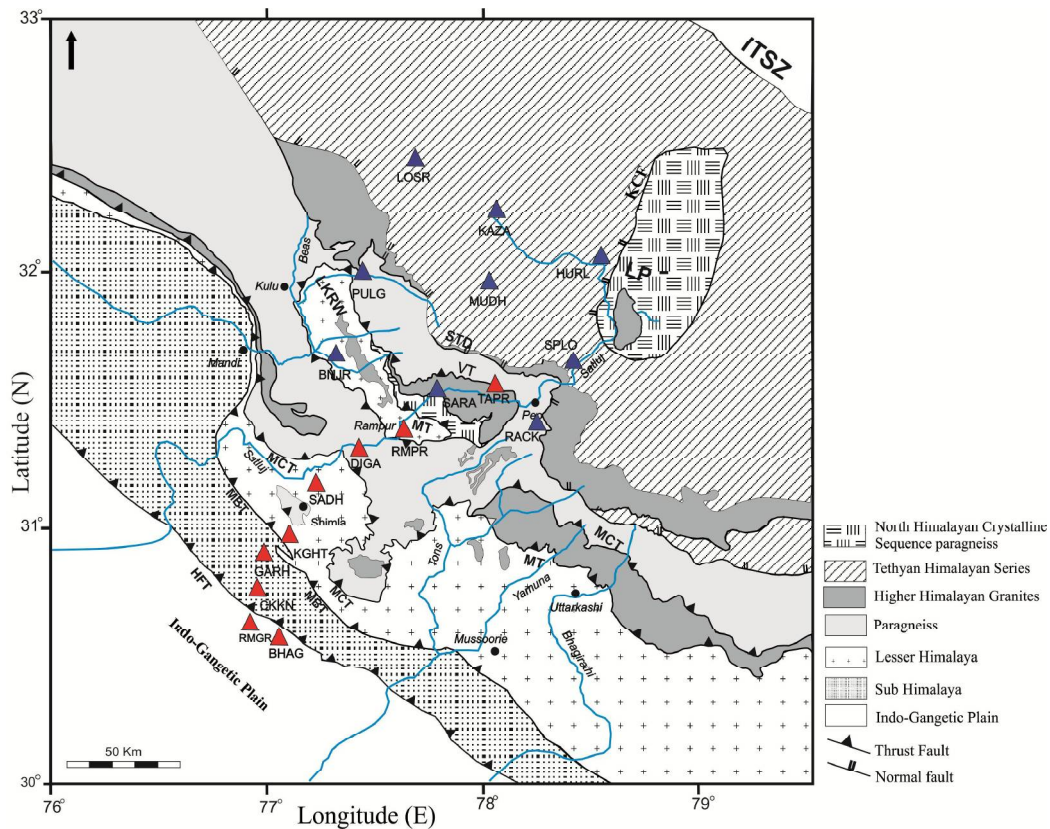 33°
ITSZ
LOSR
KCF
KAZA
HURL
LP
32°
Beas
Kulu
PULG
MUDH
LKRW
STD
SPLO
Mandi
BNJR
VT
Satluj
SARA
TAPR
Peo
Rampur
MT
RACK
RMPR
DIGA
MCT
Satluj
SADH
MBT
Shimla
31°
KGHT
GARH
Tons
MCT
MT
Yamuna
HFT
CKKN
MBT
MCT
Uttarkashi
RMGR
BHAG
Mussoorie
Bhagirahi
Indo-Gangetic Plain
50 Km
30°
76°
77°
78°
79°
Latitude (N)
Longitude (E)
North Himalayan Crystalline
Sequence paragneiss
Tethyan Himalayan Series
Higher Himalayan Granites
Paragneiss
Lesser Himalaya
Sub Himalaya
Indo-Gangetic Plain
Thrust Fault
Normal fault